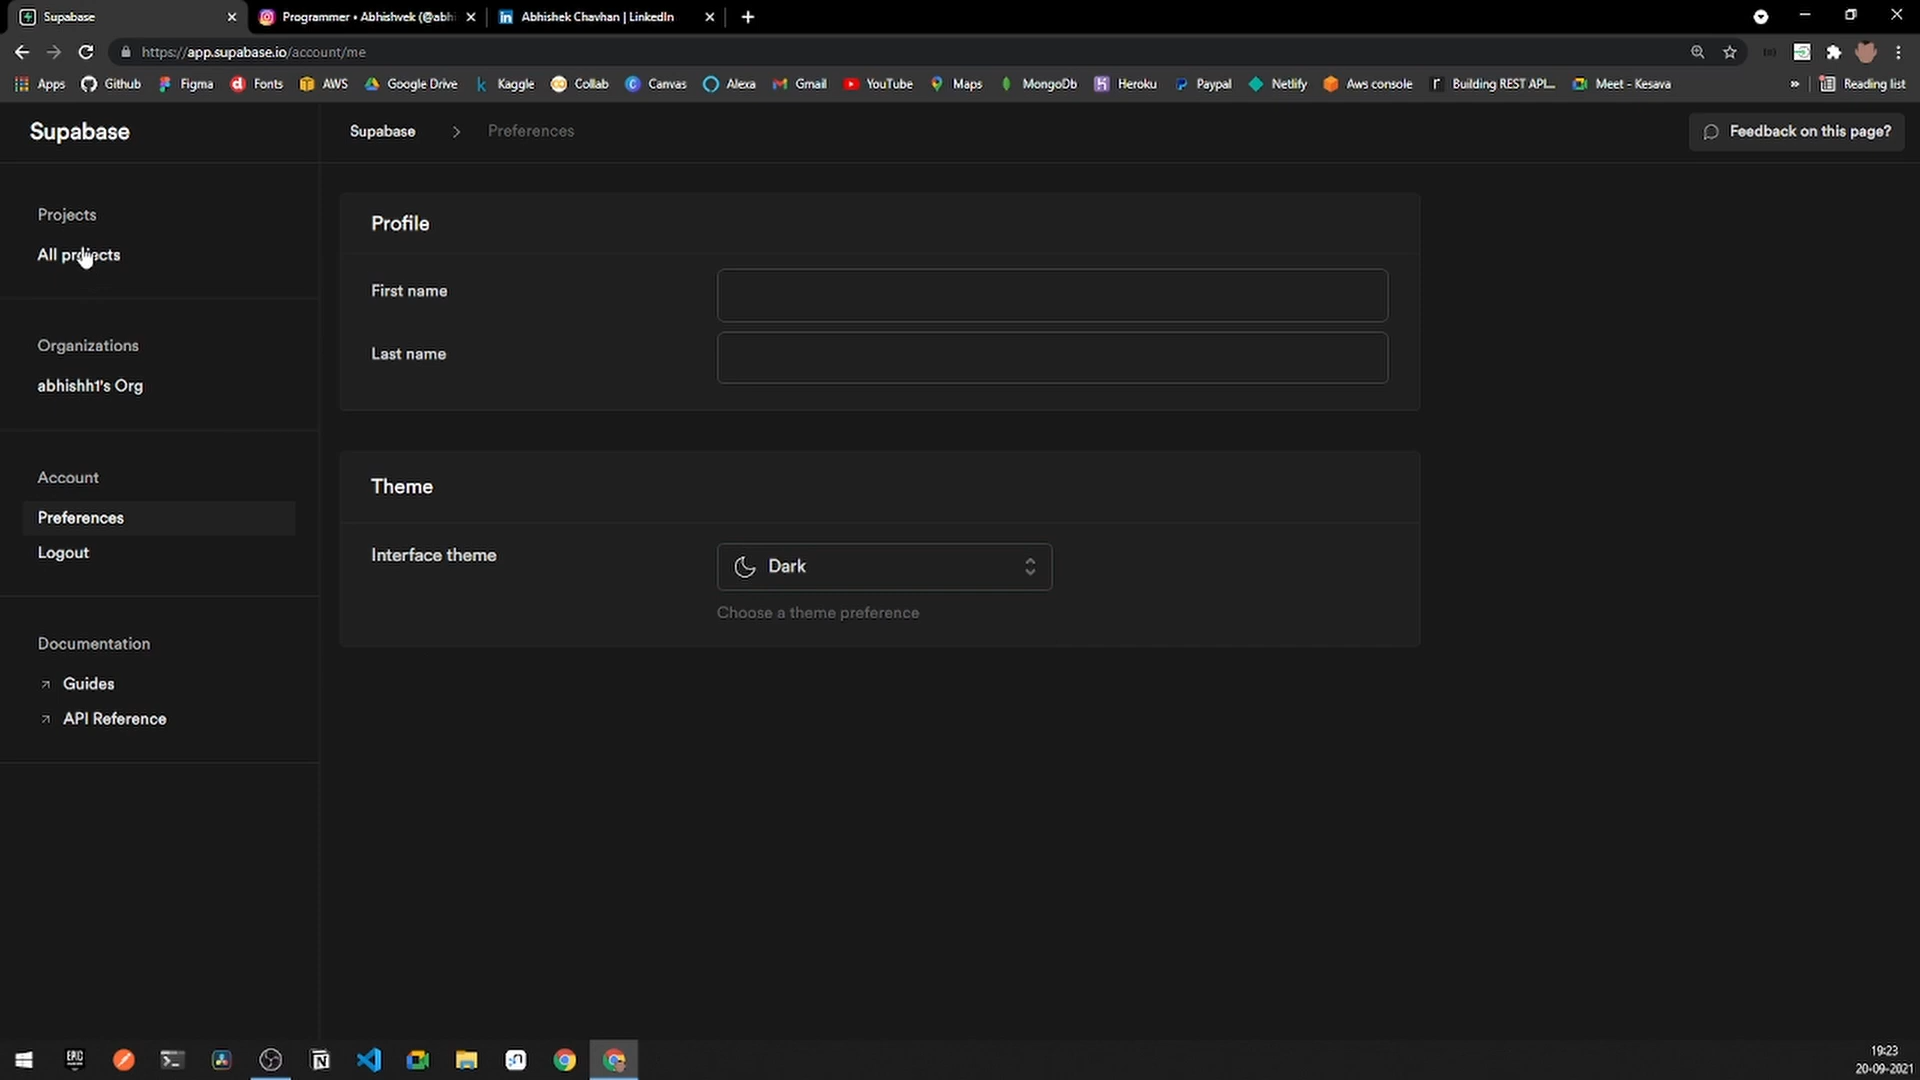 Supabase
Programmer • Abhishvek (@abhi
Abhishek Chavhan | LinkedIn
https://app.supabase.io/account/me
Apps
Github
Figma
Fonts
AWS
Google Drive
Kaggle
Collab
Canvas
Alexa
Gmail
YouTube
Maps
MongoDb
Heroku
Paypal
Netlify
Aws console
Building REST API...
Meet - Kesava
»
Reading list
Supabase
Supabase > Preferences
Feedback on this page?
Projects
All projects
Organizations
abhishh1's Org
Account
Preferences
Logout
Documentation
Guides
API Reference
Profile
First name
Last name
Theme
Interface theme
Dark
Choose a theme preference
EPIC
19:23
20-09-2021